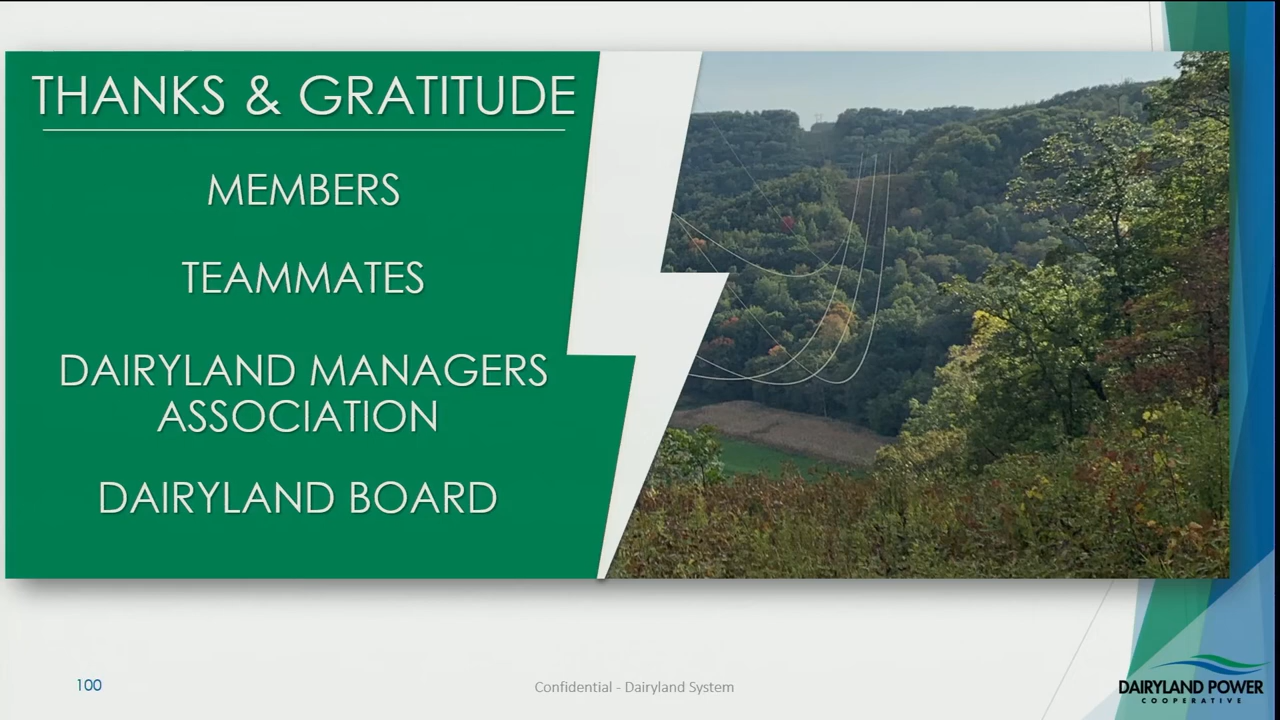 THANKS & GRATITUDE
MEMBERS
TEAMMATES
DAIRYLAND MANAGERS
ASSOCIATION
DAIRYLAND BOARD
100
Confidential - Dairyland System
DAIRYLAND POWER
COOPERATIVE